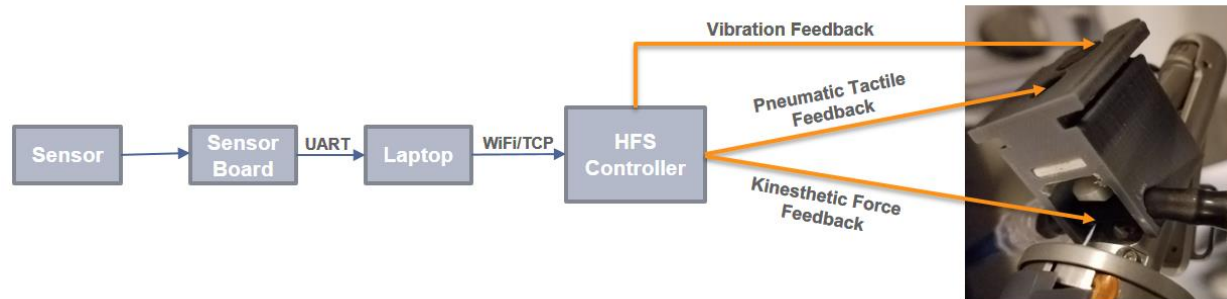 Vibration Feedback
Pneumatic Tactile
Feedback
Sensor
Sensor
Board
UART
Laptop
WiFi/TCP
HFS
Controller
Kinesthetic Force
Feedback